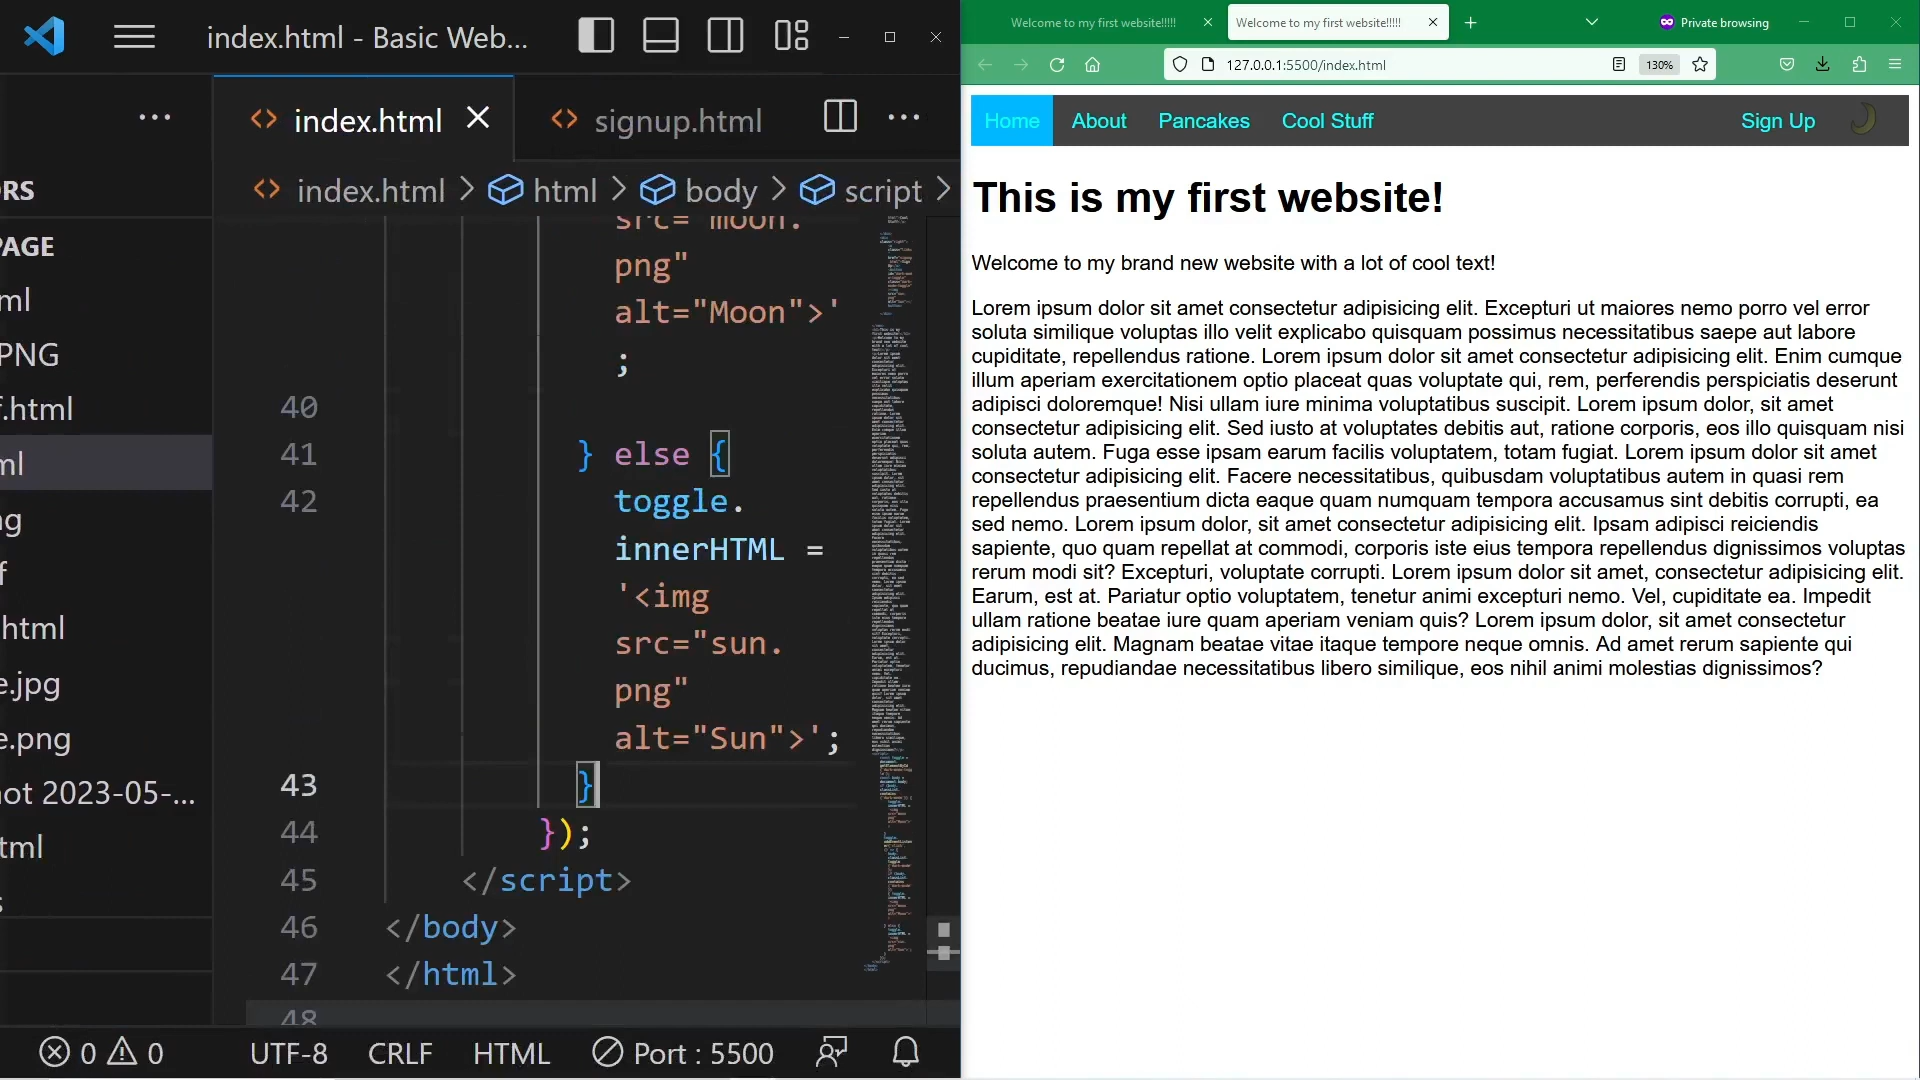 index.html - Basic Web...
index.html
signup.html
index.html > html > body > script >
RS
PAGE
ml
PNG
f.html
ml
ng
f
html
e.jpg
e.png
ot 2023-05-...
tml
s
src="moon.
png"
alt="Moon">'
;
40
41 } else {
42 toggle.
innerHTML =
'<img
src="sun.
png"
alt="Sun">';
43 }
44 });
45 </script>
46 </body>
47 </html>
48
0 0 UTF-8 CRLF HTML Port : 5500
Welcome to my first website!!!!! Welcome to my first website!!!!! Private browsing
127.0.0.1:5500/index.html 130%
Home About Pancakes Cool Stuff Sign Up
This is my first website!
Welcome to my brand new website with a lot of cool text!
Lorem ipsum dolor sit amet consectetur adipisicing elit. Excepturi ut maiores nemo porro vel error
soluta similique voluptas illo velit explicabo quisquam possimus necessitatibus saepe aut labore
cupiditate, repellendus ratione. Lorem ipsum dolor sit amet consectetur adipisicing elit. Enim cumque
illum aperiam exercitationem optio placeat quas voluptate qui, rem, perferendis perspiciatis deserunt
adipisci doloremque! Nisi ullam iure minima voluptatibus suscipit. Lorem ipsum dolor, sit amet
consectetur adipisicing elit. Sed iusto at voluptates debitis aut, ratione corporis, eos illo quisquam nisi
soluta autem. Fuga esse ipsam earum facilis voluptatem, totam fugiat. Lorem ipsum dolor sit amet
consectetur adipisicing elit. Facere necessitatibus, quibusdam voluptatibus autem in quasi rem
repellendus praesentium dicta eaque quam numquam tempora accusamus sint debitis corrupti, ea
sed nemo. Lorem ipsum dolor, sit amet consectetur adipisicing elit. Ipsam adipisci reiciendis
sapiente, quo quam repellat at commodi, corporis iste eius tempora repellendus dignissimos voluptas
rerum modi sit? Excepturi, voluptate corrupti. Lorem ipsum dolor sit amet, consectetur adipisicing elit.
Earum, est at. Pariatur optio voluptatem, tenetur animi excepturi nemo. Vel, cupiditate ea. Impedit
ullam ratione beatae iure quam aperiam veniam quis? Lorem ipsum dolor, sit amet consectetur
adipisicing elit. Magnam beatae vitae itaque tempore neque omnis. Ad amet rerum sapiente qui
ducimus, repudiandae necessitatibus libero similique, eos nihil animi molestias dignissimos?